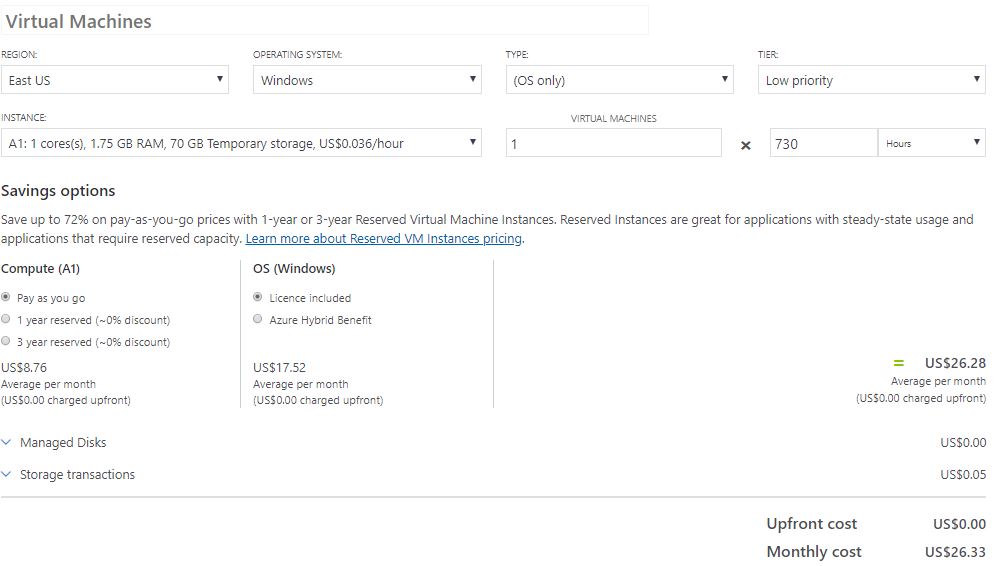 Virtual Machines
REGION:
OPERATING SYSTEM:
TYPE:
TIER:
East US
Windows
(OS only)
Low priority
INSTANCE:
VIRTUAL MACHINES
A1: 1 cores(s), 1.75 GB RAM, 70 GB Temporary storage, US$0.036/hour
1
×
730
Hours
Savings options
Save up to 72% on pay-as-you-go prices with 1-year or 3-year Reserved Virtual Machine Instances. Reserved Instances are great for applications with steady-state usage and
applications that require reserved capacity. Learn more about Reserved VM Instances pricing.
Compute (A1)
Pay as you go
1 year reserved (~0% discount)
3 year reserved (~0% discount)
US$8.76
Average per month
(US$0.00 charged upfront)
OS (Windows)
Licence included
Azure Hybrid Benefit
US$17.52
Average per month
(US$0.00 charged upfront)
= US$26.28
Average per month
(US$0.00 charged upfront)
Managed Disks US$0.00
Storage transactions US$0.05
Upfront cost US$0.00
Monthly cost US$26.33